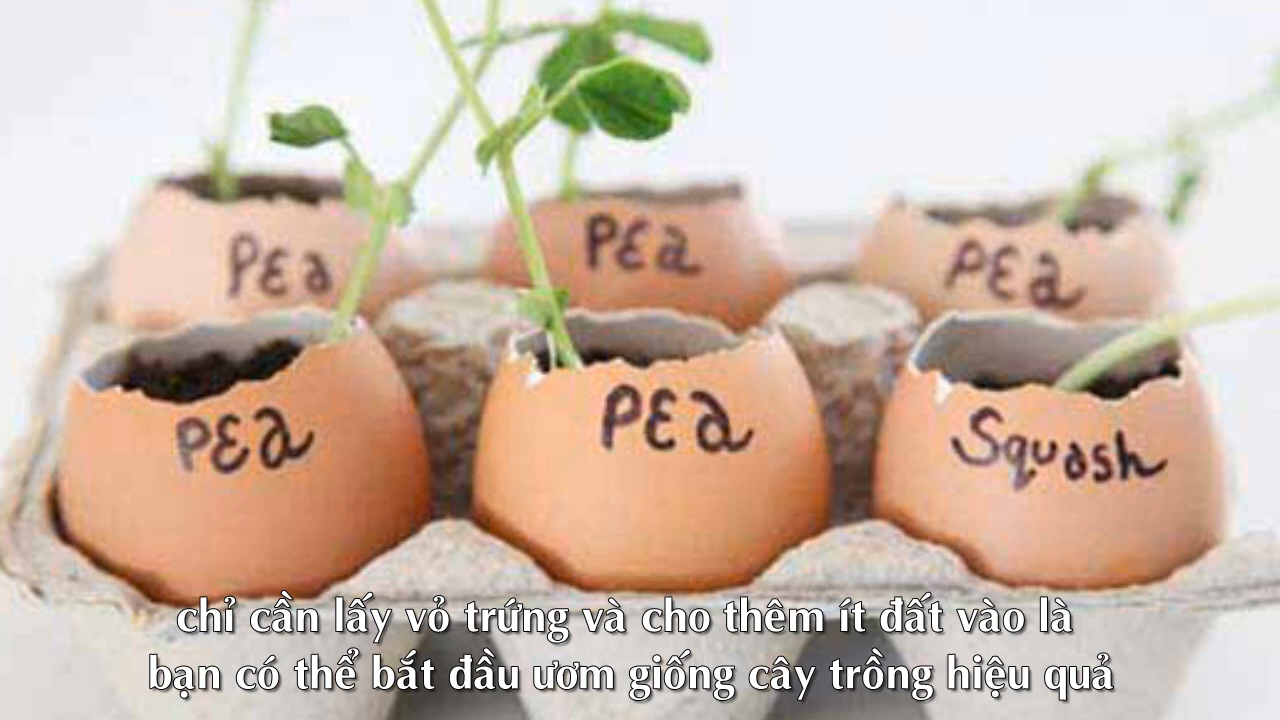 Pea
Pea
Pea
Pea
Pea
Squash
chỉ cần lấy vỏ trứng và cho thêm ít đất vào là
bạn có thể bắt đầu ươm giống cây trồng hiệu quả